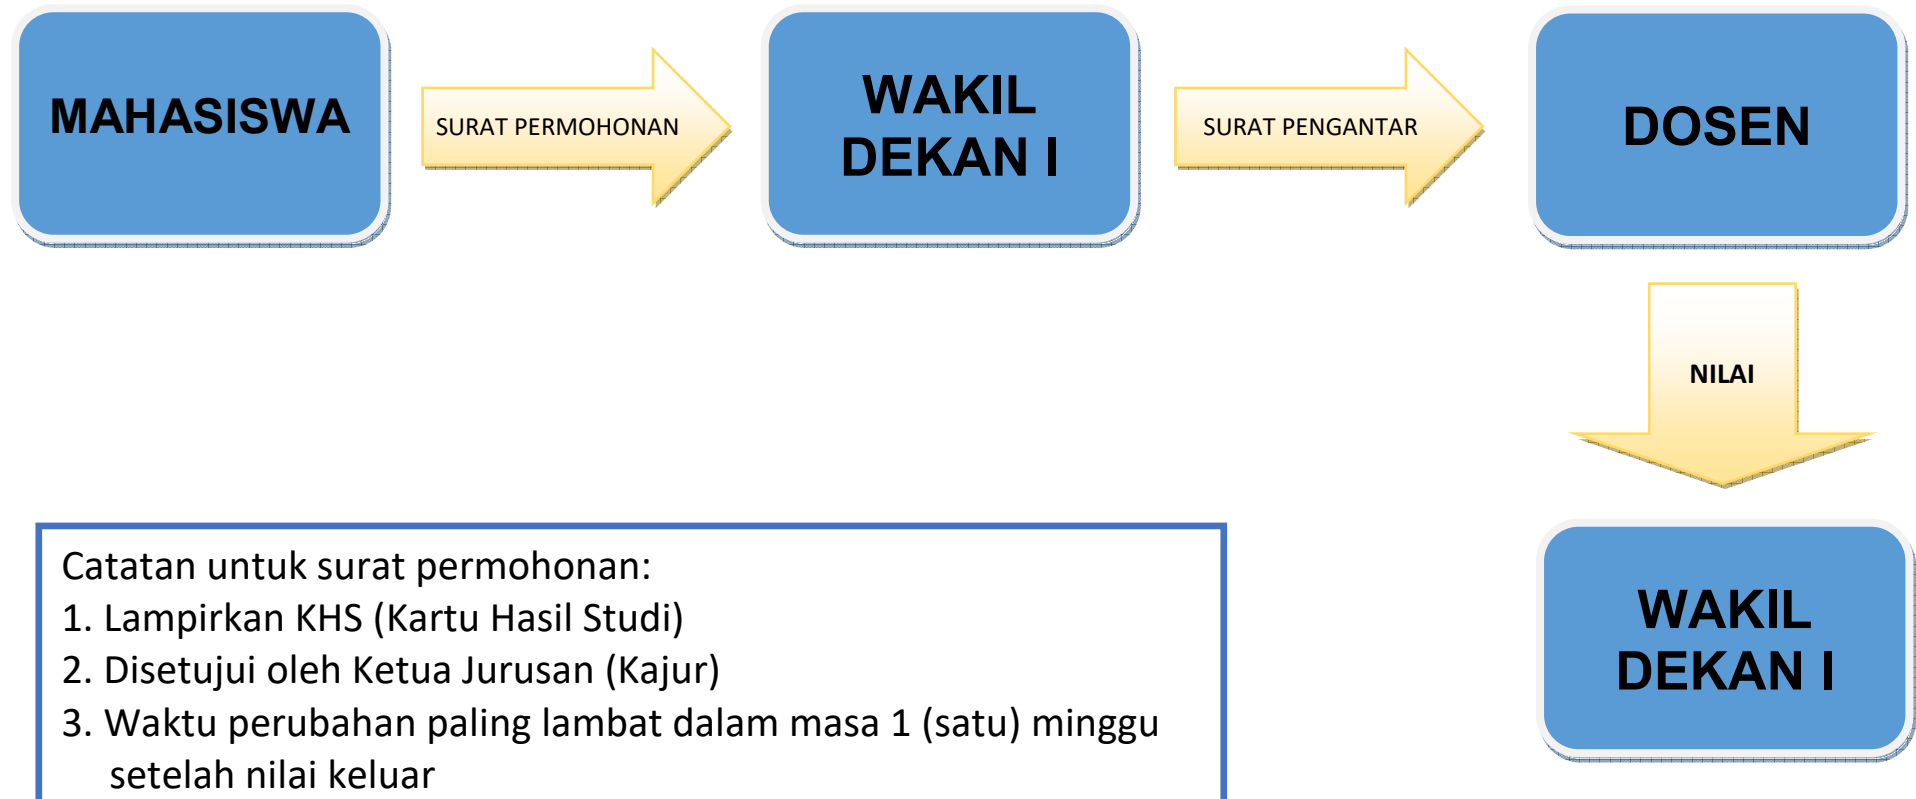 MAHASISWA
SURAT PERMOHONAN
WAKIL
DEKAN I
SURAT PENGANTAR
DOSEN
NILAI
WAKIL
DEKAN I
Catatan untuk surat permohonan:
1. Lampirkan KHS (Kartu Hasil Studi)
2. Disetujui oleh Ketua Jurusan (Kajur)
3. Waktu perubahan paling lambat dalam masa 1 (satu) minggu
setelah nilai keluar